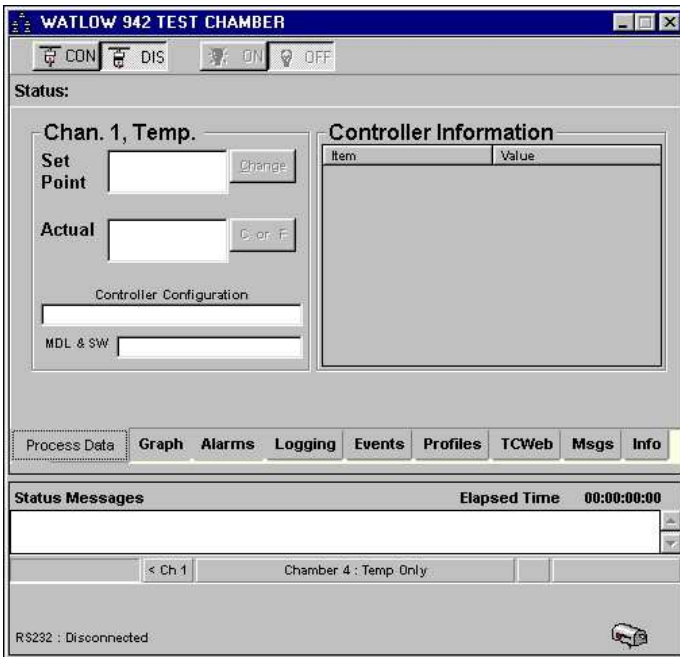 WATLOW 942 TEST CHAMBER
CON DIS ON OFF
Status:
Chan. 1, Temp.
Set Point
Change
Actual
C or F
Controller Configuration
MDL & SW
Controller Information
Item Value
Process Data Graph Alarms Logging Events Profiles TCWeb Msgs Info
Status Messages Elapsed Time 00:00:00:00
< Ch 1 Chamber 4 : Temp Only
RS232 : Disconnected